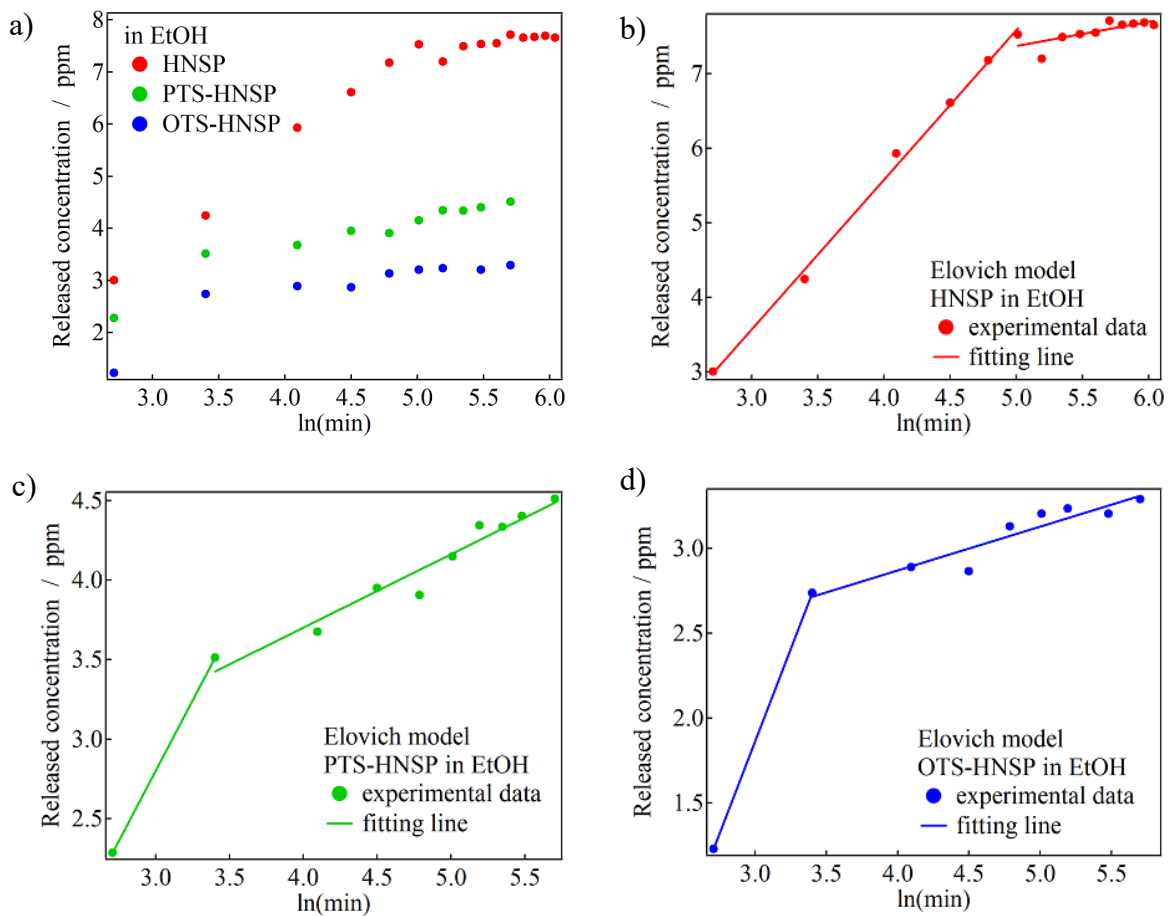 a)
in EtOH
HNSP
PTS-HNSP
OTS-HNSP
Released concentration / ppm
8
7
6
5
4
3
2
3.0 3.5 4.0 4.5 5.0 5.5 6.0
ln(min)
b)
Released concentration / ppm
7
6
5
4
3
Elovich model
HNSP in EtOH
experimental data
fitting line
3.0 3.5 4.0 4.5 5.0 5.5 6.0
ln(min)
c)
Released concentration / ppm
4.5
4.0
3.5
3.0
2.5
Elovich model
PTS-HNSP in EtOH
experimental data
fitting line
3.0 3.5 4.0 4.5 5.0 5.5
ln(min)
d)
Released concentration / ppm
3.0
2.5
2.0
1.5
Elovich model
OTS-HNSP in EtOH
experimental data
fitting line
3.0 3.5 4.0 4.5 5.0 5.5
ln(min)